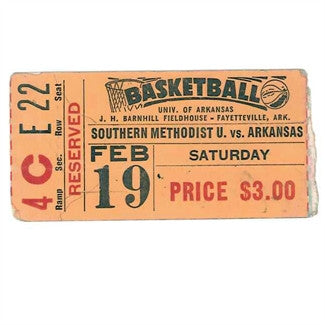 4 C E 22
Ramp Sec. Row Seat
RESERVED
BASKETBALL
UNIV. OF ARKANSAS
J. H. BARNHILL FIELDHOUSE - FAYETTEVILLE, ARK.
SOUTHERN METHODIST U. vs. ARKANSAS
FEB
19
SATURDAY
PRICE $3.00